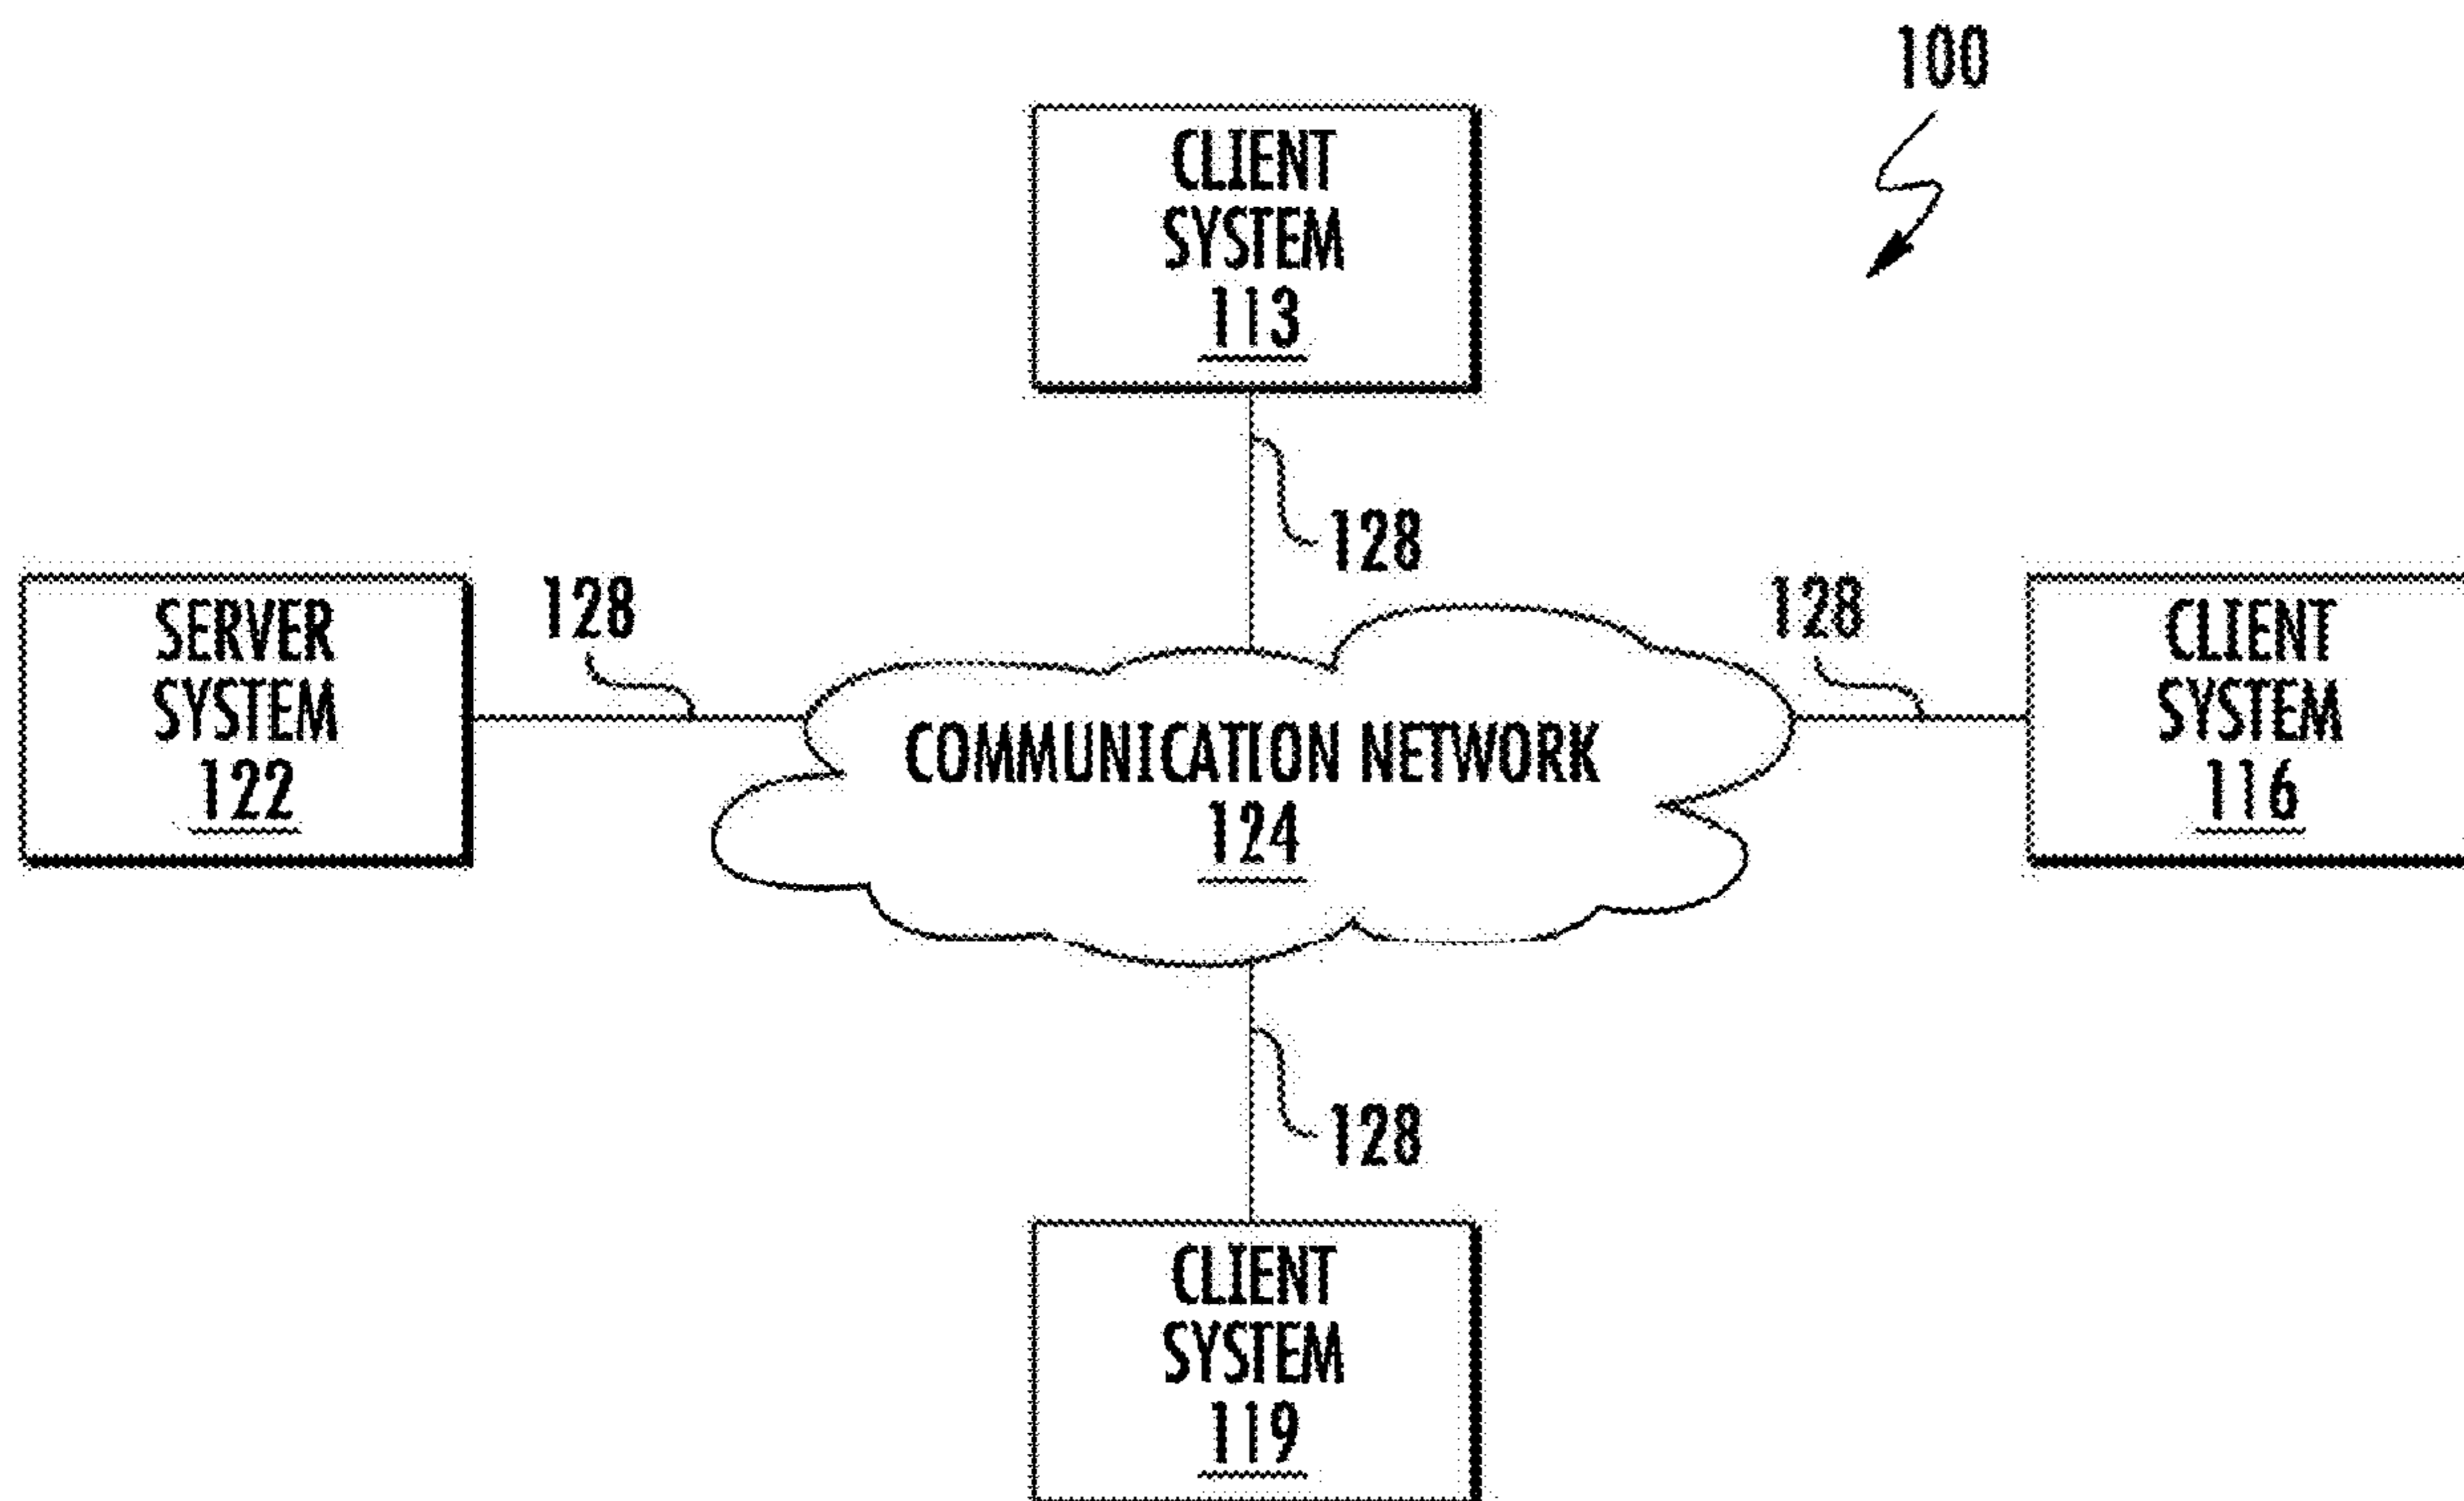 100
CLIENT
SYSTEM
113
128
SERVER
SYSTEM
122
128
COMMUNICATION NETWORK
124
128
CLIENT
SYSTEM
116
128
CLIENT
SYSTEM
119